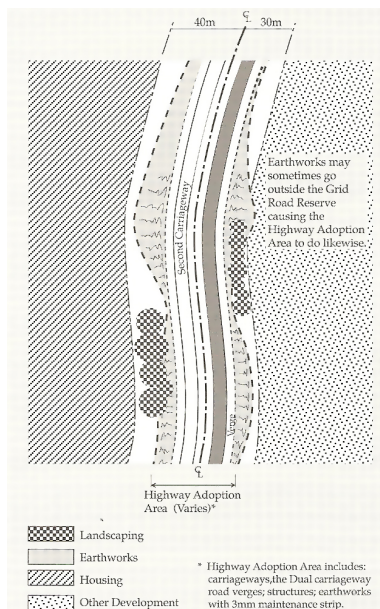 ℄
40m
30m
Earthworks may
sometimes go
outside the Grid
Road Reserve
causing the
Highway Adoption
Area to do likewise.
Second Carriageway
Verge
℄
Highway Adoption
Area (Varies)*
Landscaping
Earthworks
Housing
Other Development
* Highway Adoption Area includes:
carriageways,the Dual carriageway
road verges; structures; earthworks
with 3mm maintenance strip.